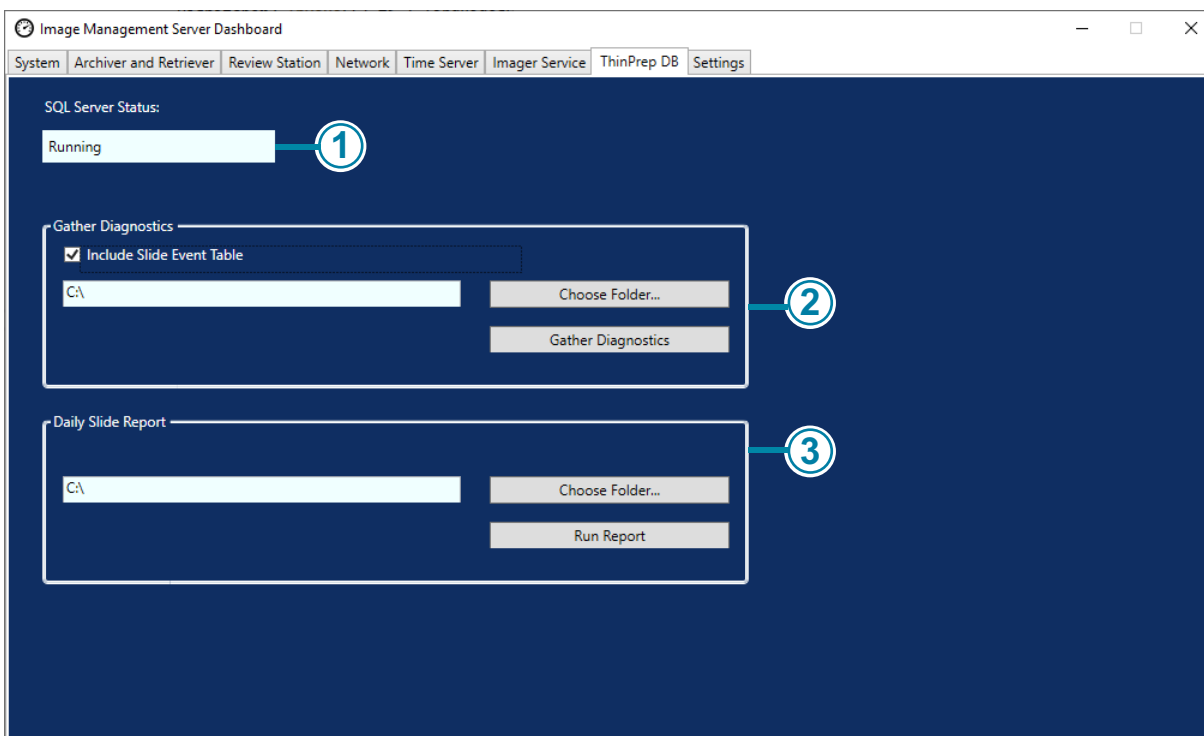 Image Management Server Dashboard
System Archiver and Retriever Review Station Network Time Server Imager Service ThinPrep DB Settings
SQL Server Status:
Running
1
Gather Diagnostics
Include Slide Event Table
C:\ Choose Folder...
2
Gather Diagnostics
Daily Slide Report
3
C:\ Choose Folder...
Run Report